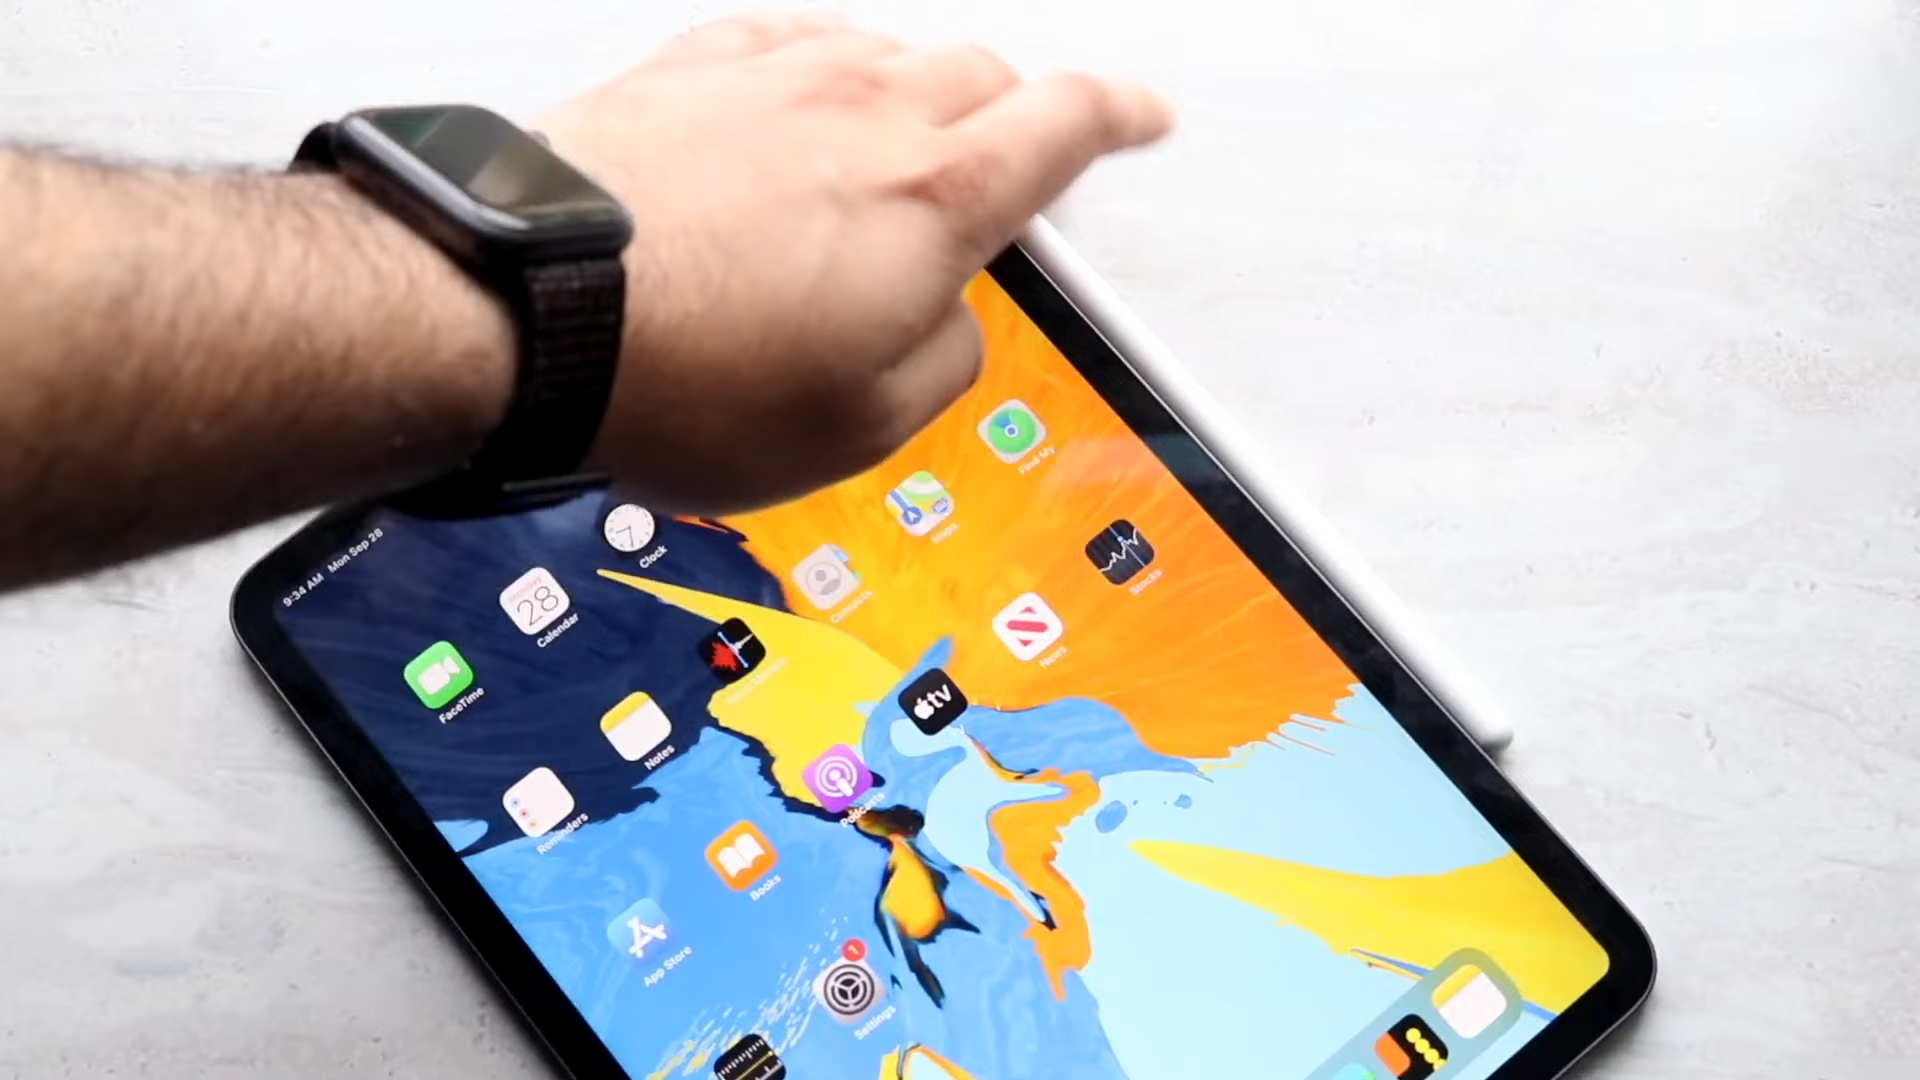 9:34 AM Mon Sep 28
FaceTime
28
Calendar
Clock
Reminders
Notes
Contacts
Maps
Find My
App Store
Books
Podcasts
tv
News
Stocks
1
Settings